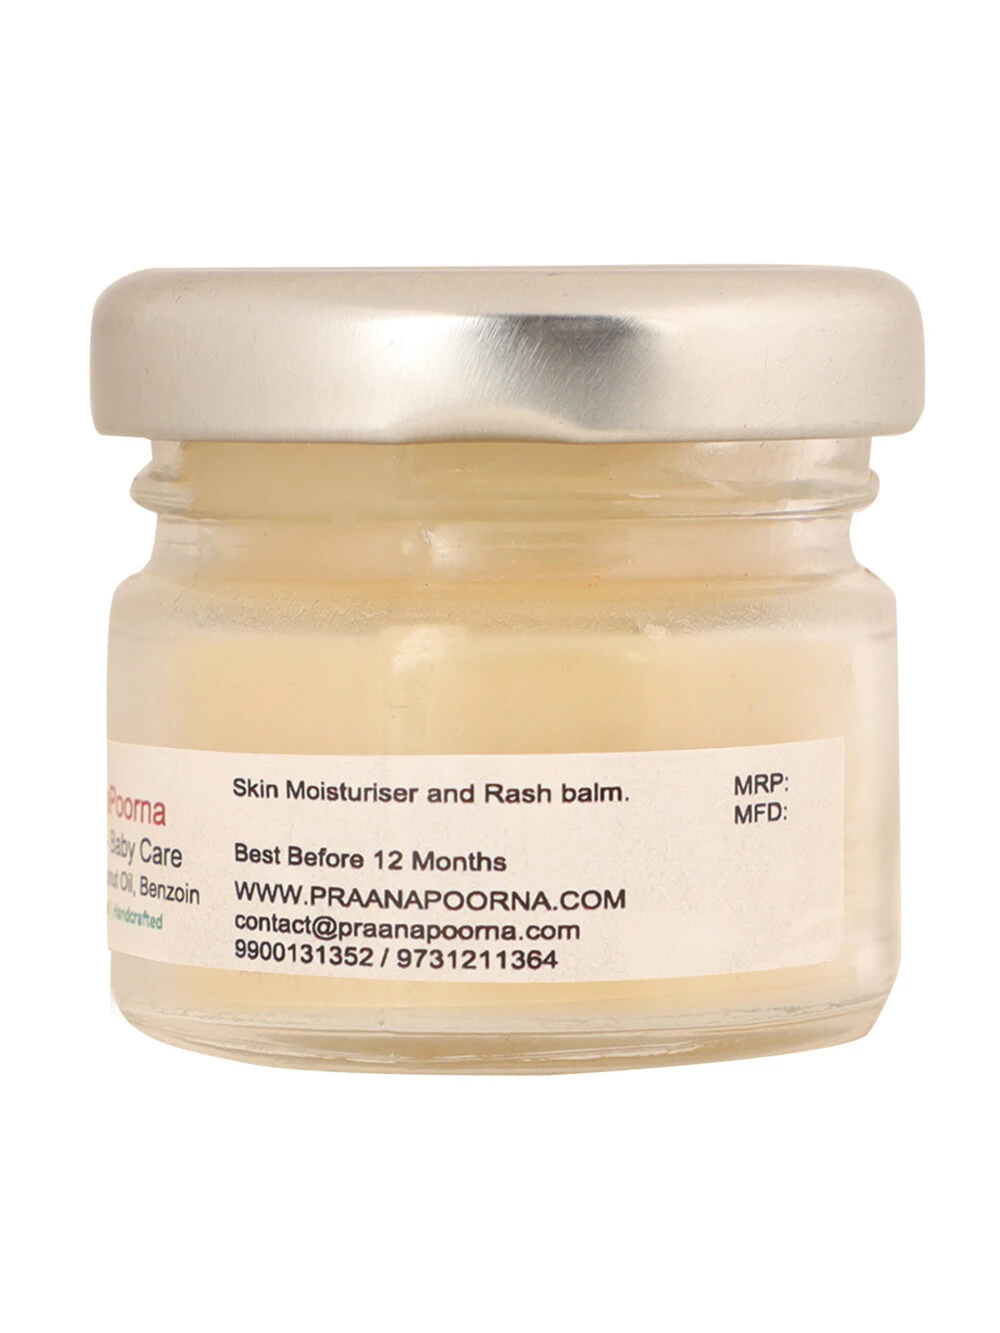 Poorna
Baby Care
Oil, Benzoin
Handcrafted
Skin Moisturiser and Rash balm.
Best Before 12 Months
WWW.PRAANAPOORNA.COM
contact@praanapoorna.com
9900131352 / 9731211364
MRP:
MFD: